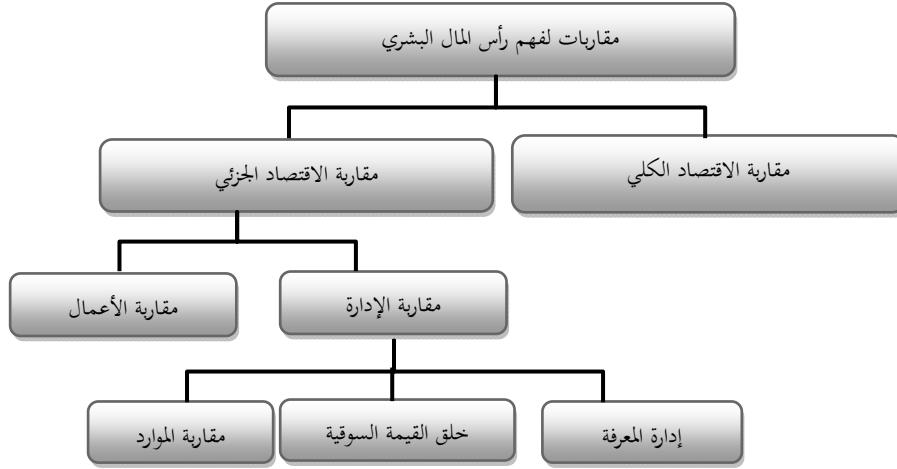 مقاربات لفهم رأس المال البشري
مقاربة الاقتصاد الكلي
مقاربة الاقتصاد الجزئي
مقاربة الإدارة
مقاربة الأعمال
إدارة المعرفة
خلق القيمة السوقية
مقاربة الموارد